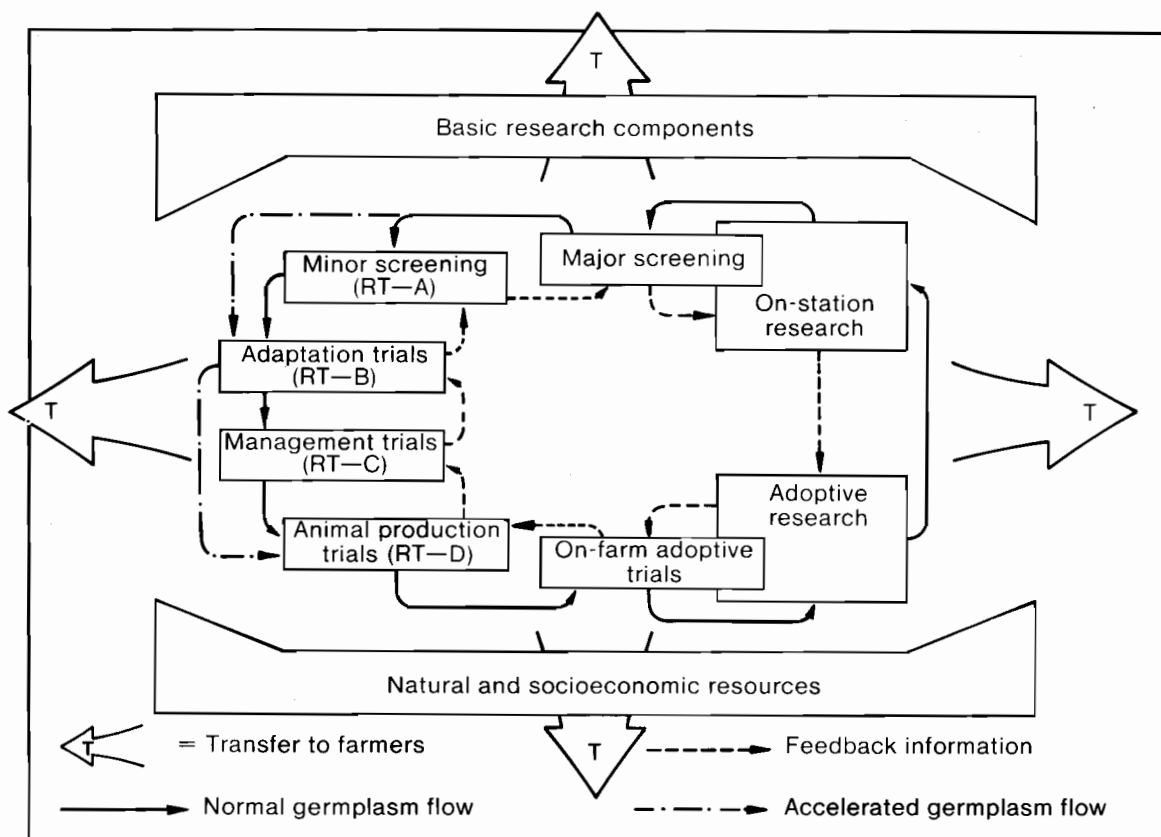 T
Basic research components
Major screening
Minor screening
(RT—A)
On-station
research
Adaptation trials
(RT—B)
T
T
Management trials
(RT—C)
Adoptive
research
Animal production
trials (RT—D)
On-farm adoptive
trials
Natural and socioeconomic resources
T = Transfer to farmers
T
Feedback information
Normal germplasm flow
Accelerated germplasm flow